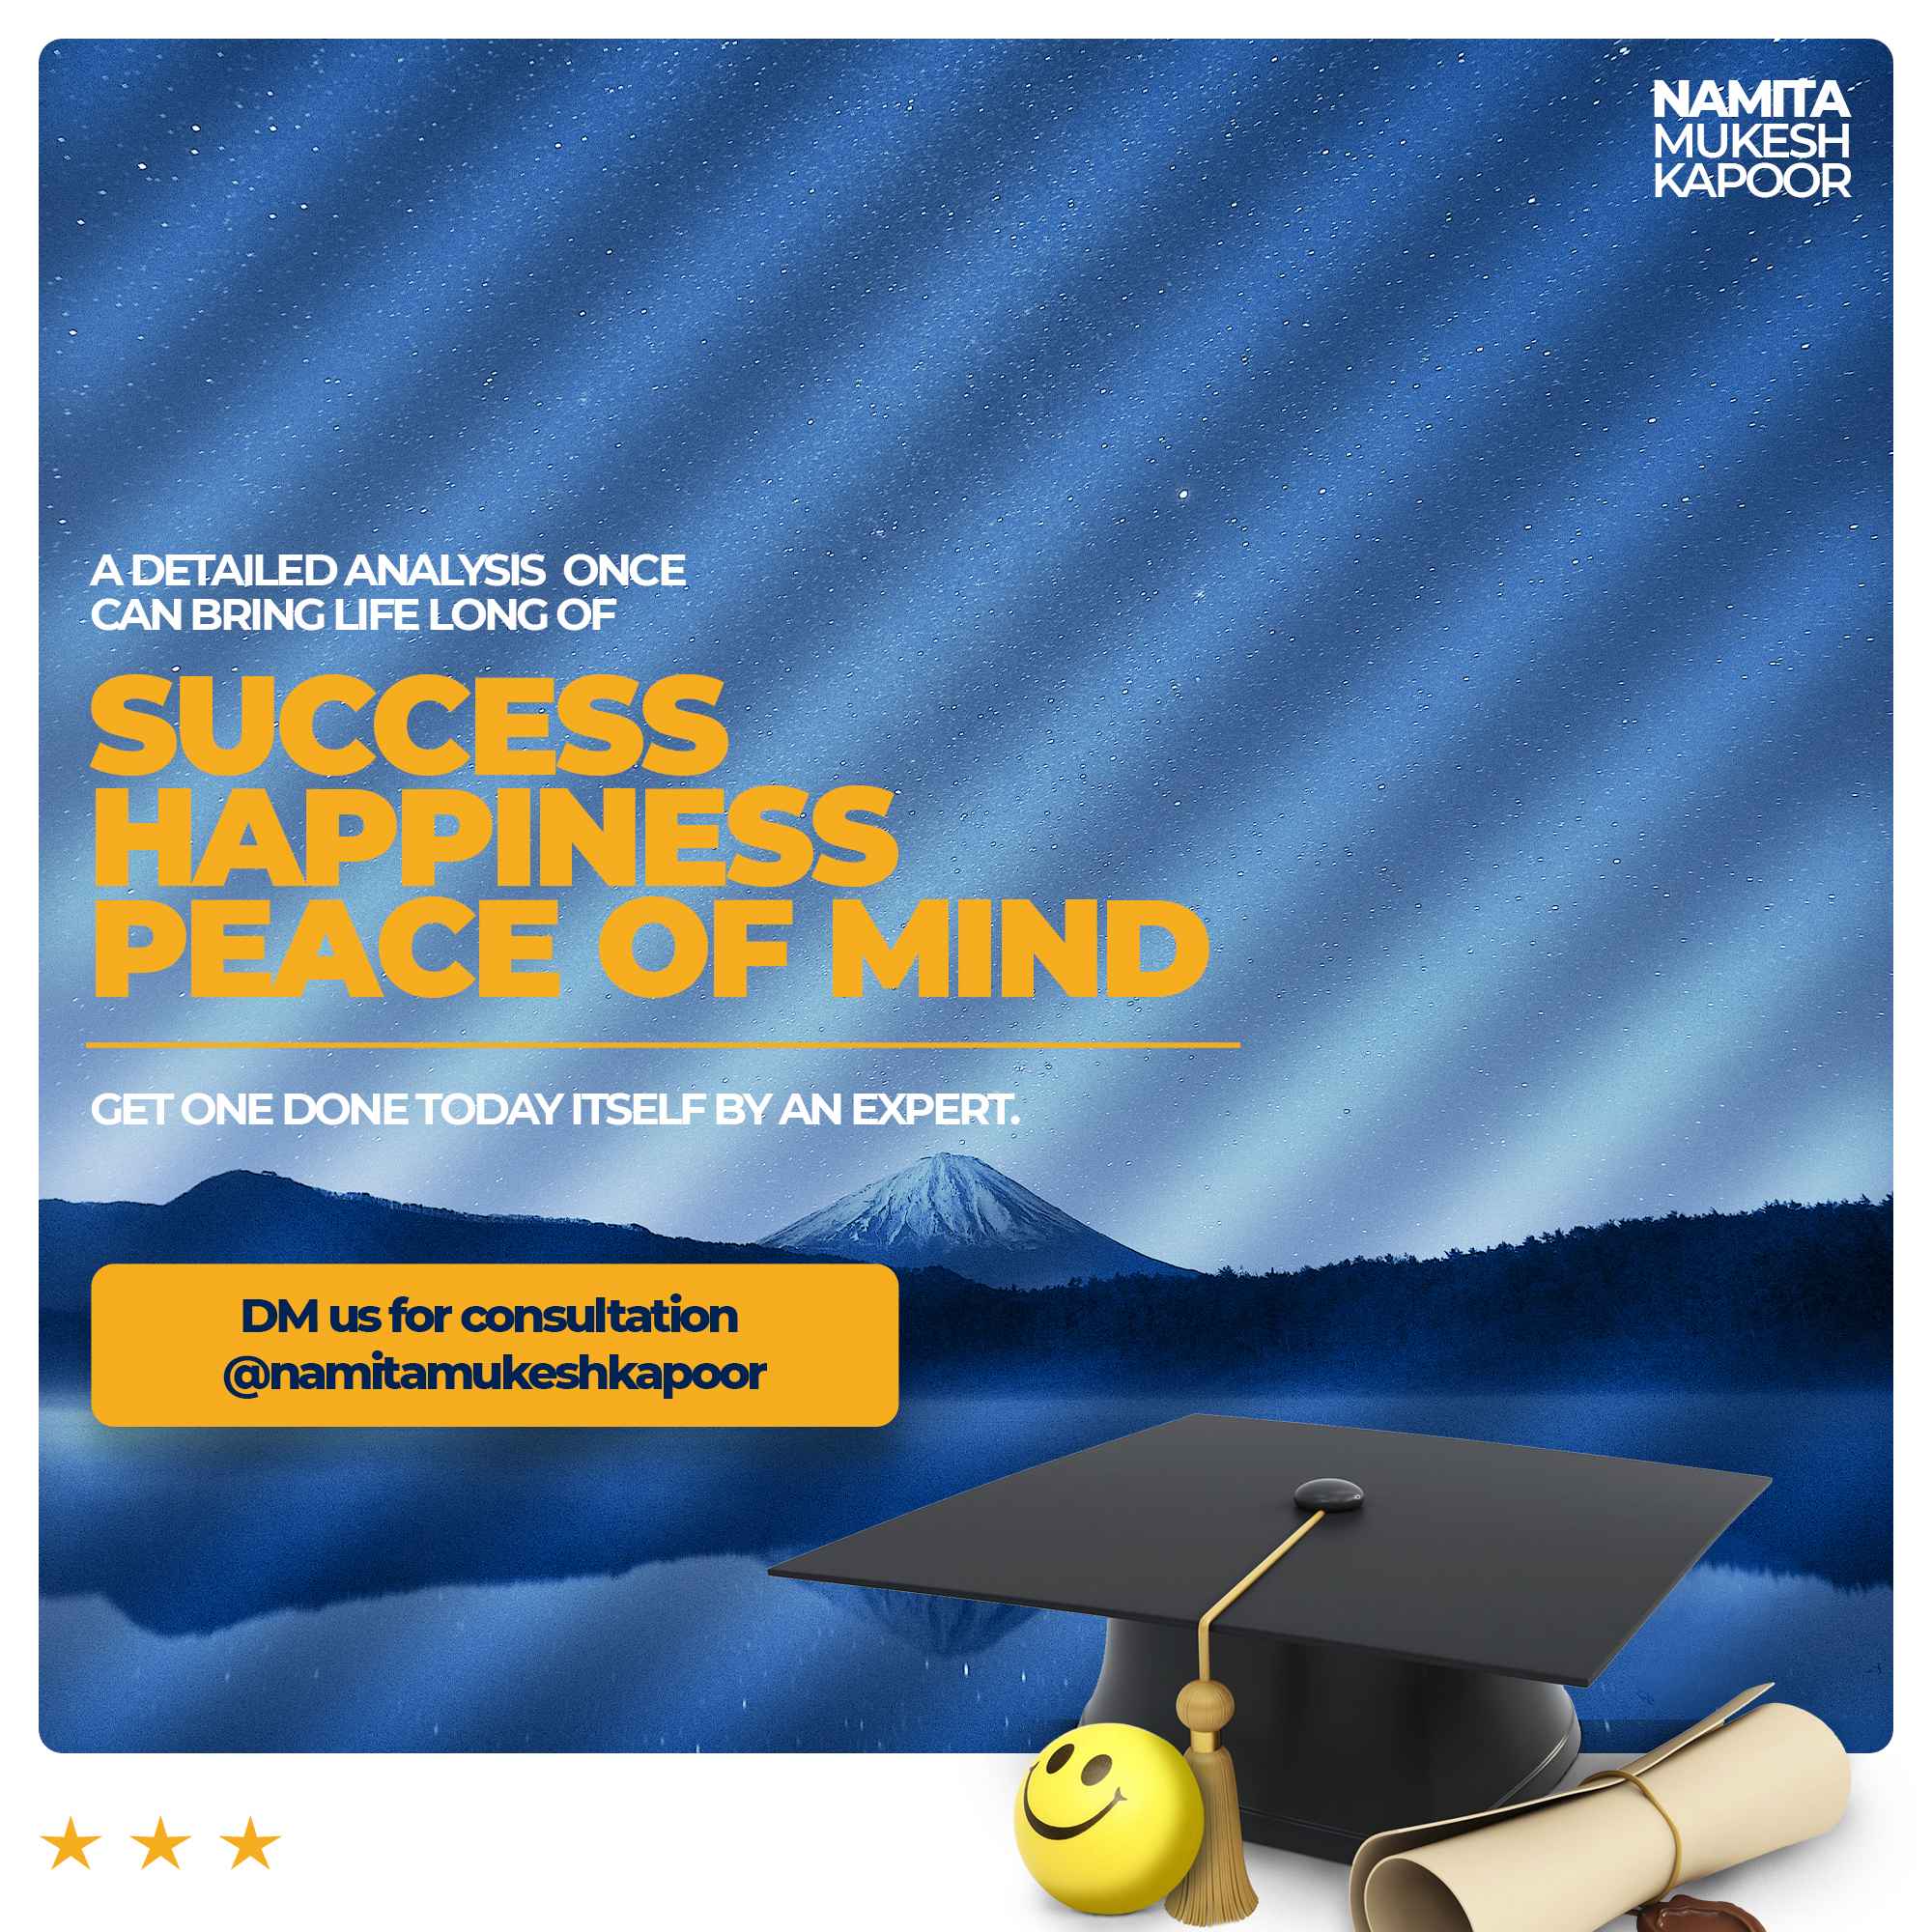 NAMITA
MUKESH
KAPOOR
A DETAILED ANALYSIS ONCE
CAN BRING LIFE LONG OF
SUCCESS
HAPPINESS
PEACE OF MIND
GET ONE DONE TODAY ITSELF BY AN EXPERT.
DM us for consultation
@namitamukeshkapoor